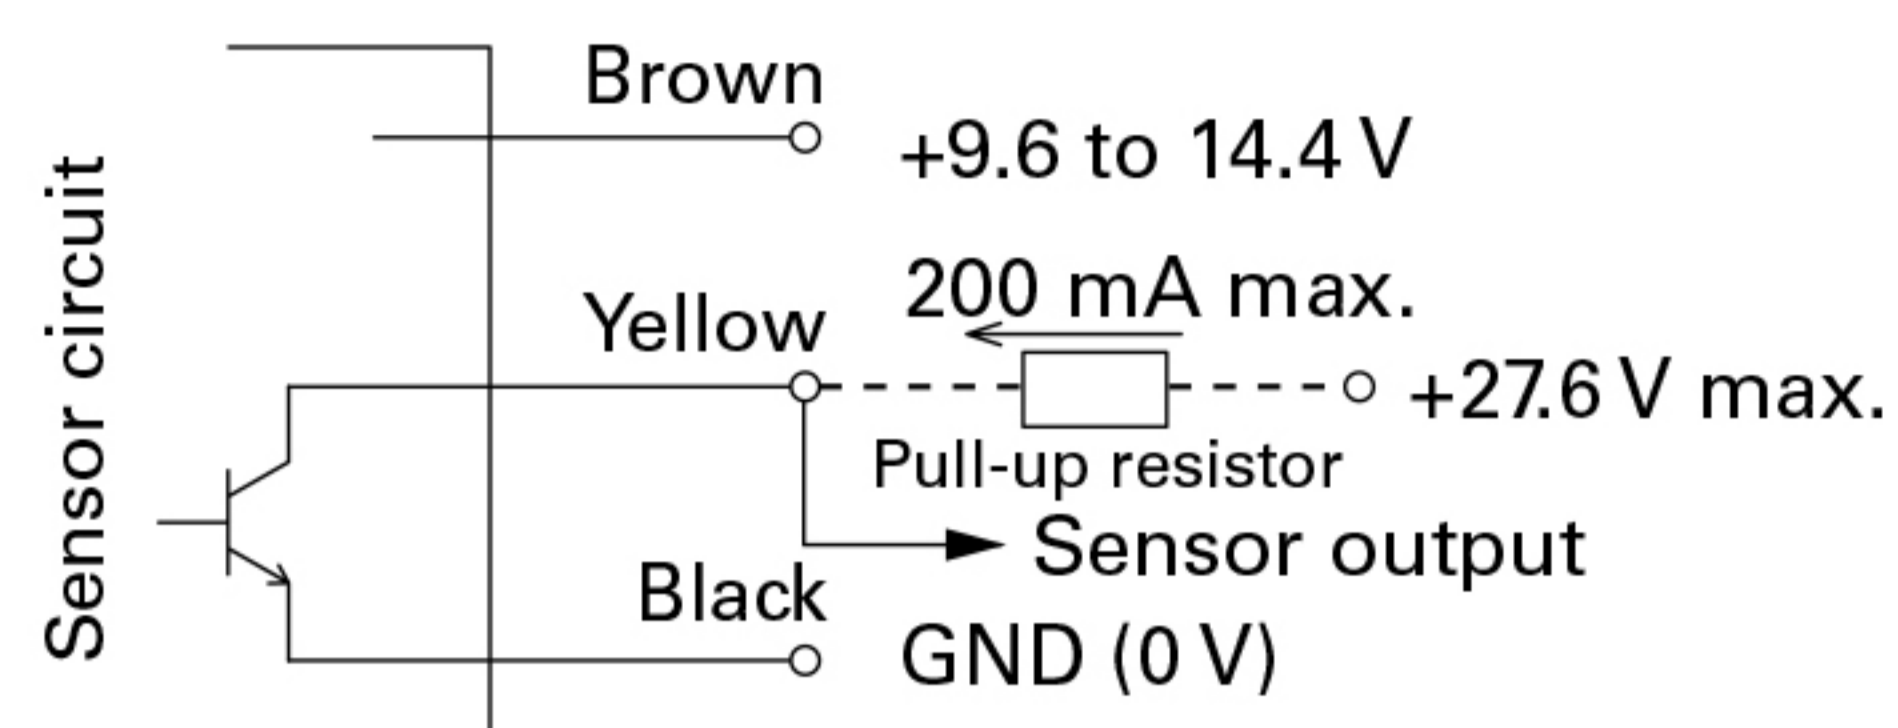 Sensor circuit
Brown
+9.6 to 14.4 V
200 mA max.
Yellow
+27.6 V max.
Pull-up resistor
Sensor output
Black
GND (0 V)